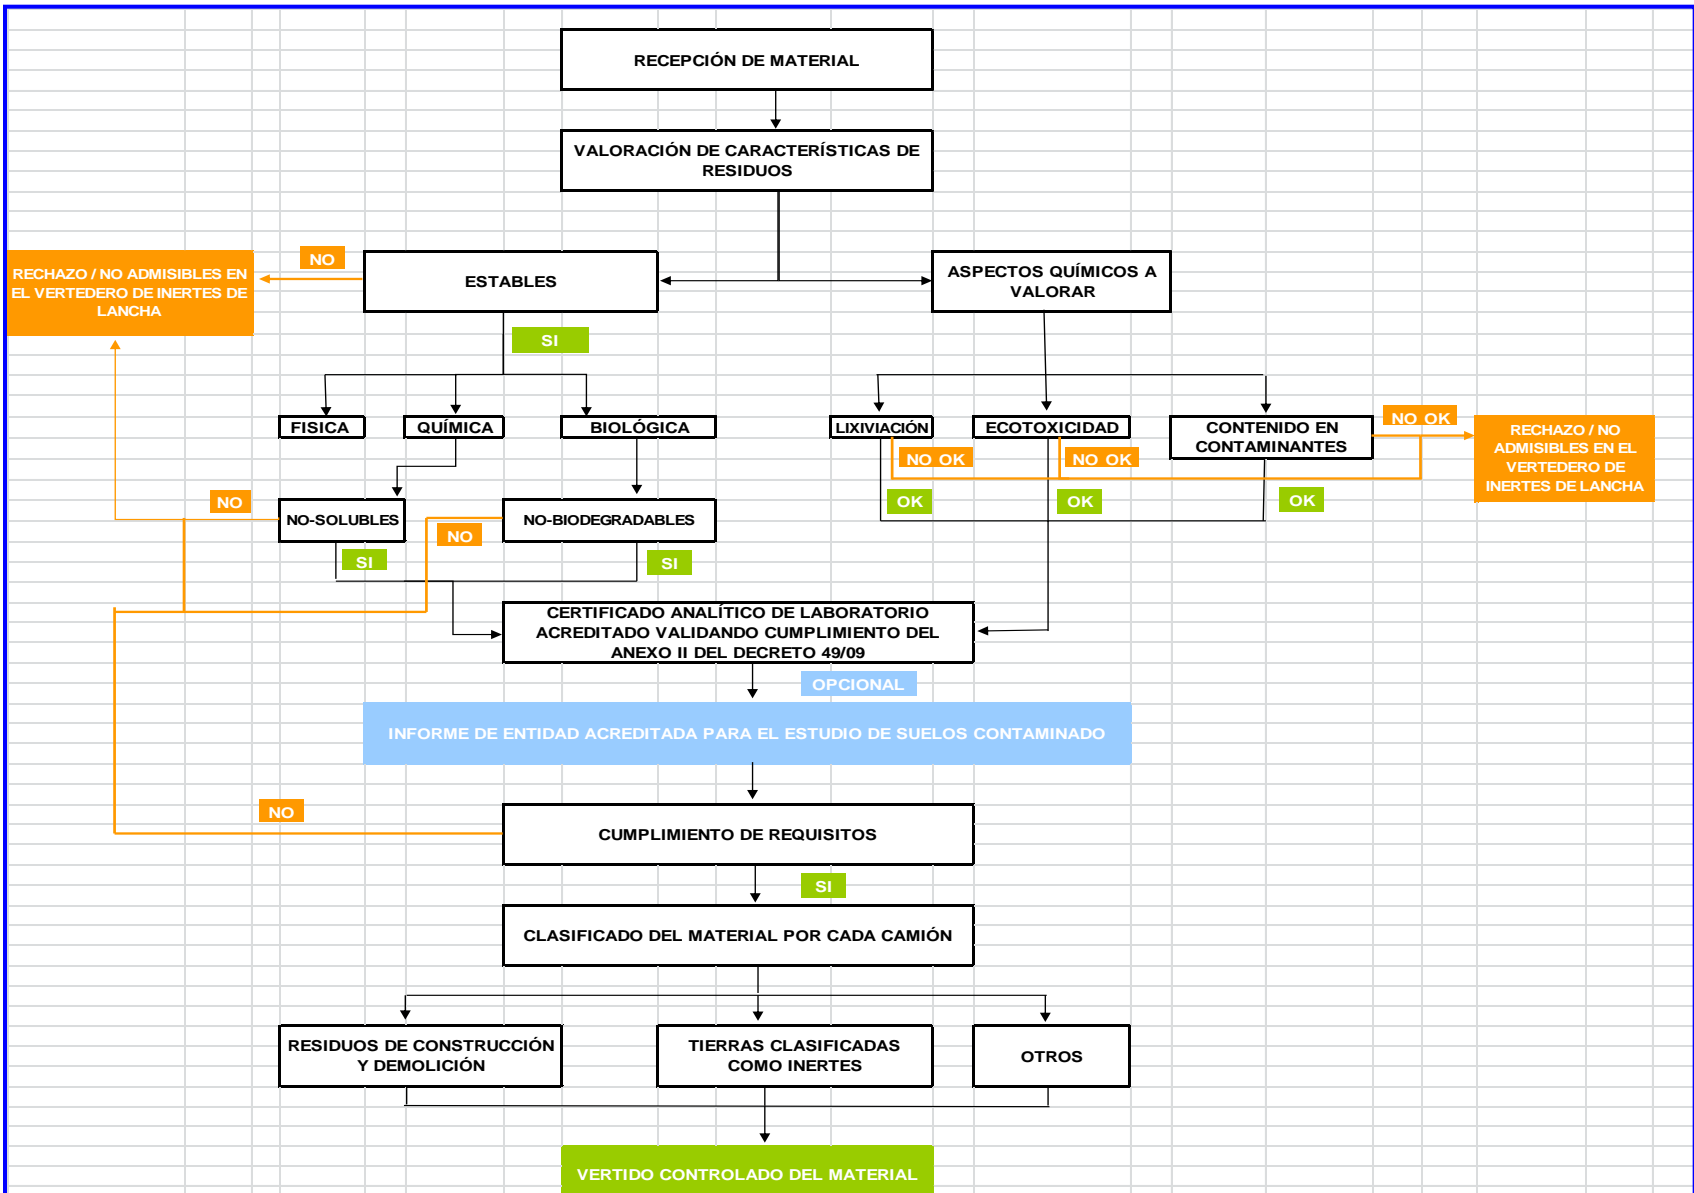 RECEPCIÓN DE MATERIAL
VALORACIÓN DE CARACTERÍSTICAS DE
RESIDUOS
RECHAZO / NO ADMISIBLES EN
EL VERTEDERO DE INERTES DE
LANCHA
NO
ESTABLES
ASPECTOS QUÍMICOS A
VALORAR
SI
FISICA
QUÍMICA
BIOLÓGICA
LIXIVIACIÓN
ECOTOXICIDAD
CONTENIDO EN
CONTAMINANTES
NO OK
RECHAZO / NO
ADMISIBLES EN EL
VERTEDERO DE
INERTES DE LANCHA
NO OK
NO OK
OK
OK
OK
NO
NO-SOLUBLES
NO
NO-BIODEGRADABLES
SI
SI
CERTIFICADO ANALÍTICO DE LABORATORIO
ACREDITADO VALIDANDO CUMPLIMIENTO DEL
ANEXO II DEL DECRETO 49/09
OPCIONAL
INFORME DE ENTIDAD ACREDITADA PARA EL ESTUDIO DE SUELOS CONTAMINADO
NO
CUMPLIMIENTO DE REQUISITOS
SI
CLASIFICADO DEL MATERIAL POR CADA CAMIÓN
RESIDUOS DE CONSTRUCCIÓN
Y DEMOLICIÓN
TIERRAS CLASIFICADAS
COMO INERTES
OTROS
VERTIDO CONTROLADO DEL MATERIAL